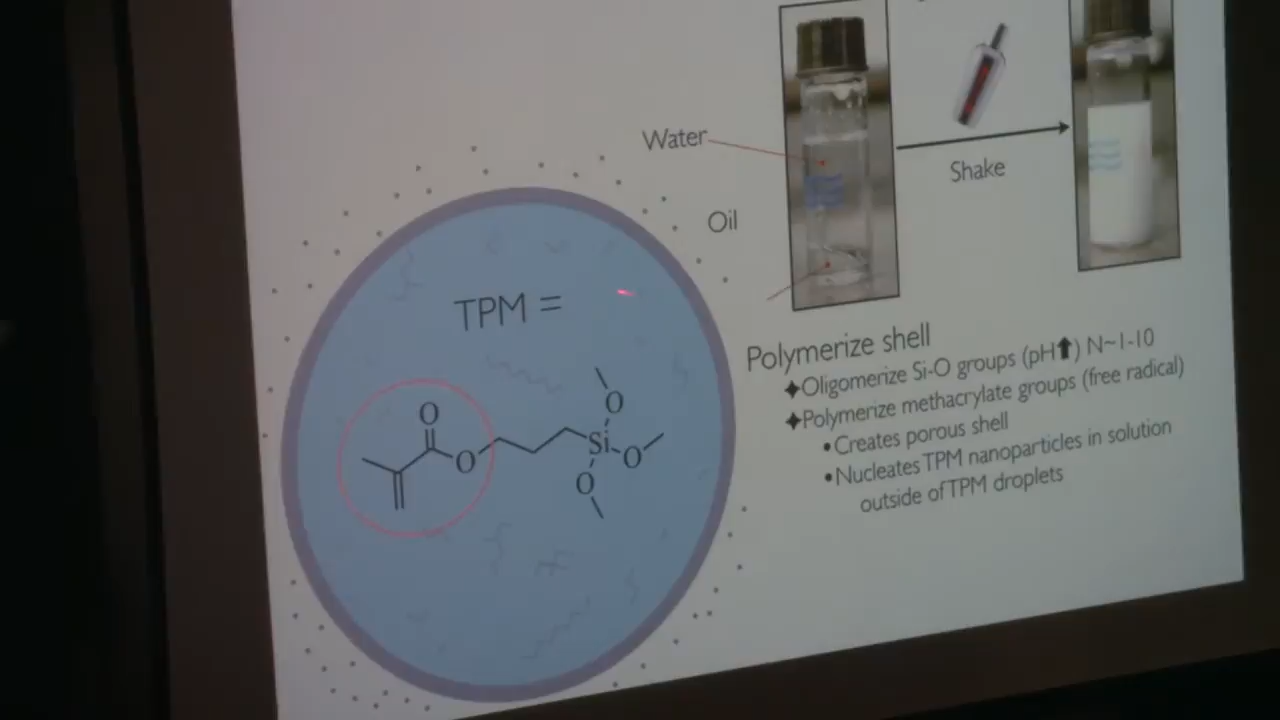 Water
Shake
Oil
TPM =
O
O
O
Si
O
O
Polymerize shell
✦Oligomerize Si-O groups (pH⬆) N~1-10
✦Polymerize methacrylate groups (free radical)
•Creates porous shell
•Nucleates TPM nanoparticles in solution
outside of TPM droplets